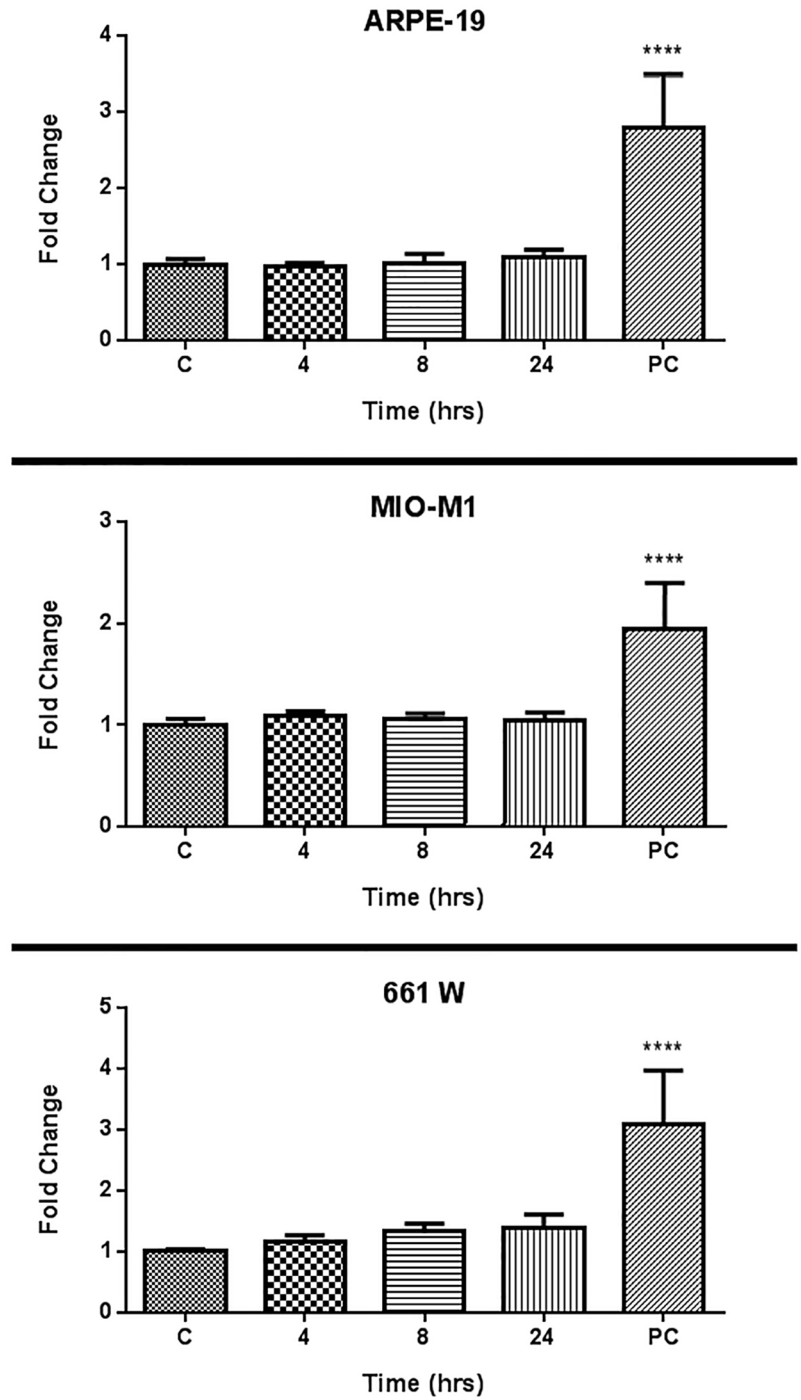 ARPE-19
4
****
3
Fold Change
2
1
0
C 4 8 24 PC
Time (hrs)
MIO-M1
3
****
2
Fold Change
1
0
C 4 8 24 PC
Time (hrs)
661 W
5
****
4
3
Fold Change
2
1
0
C 4 8 24 PC
Time (hrs)